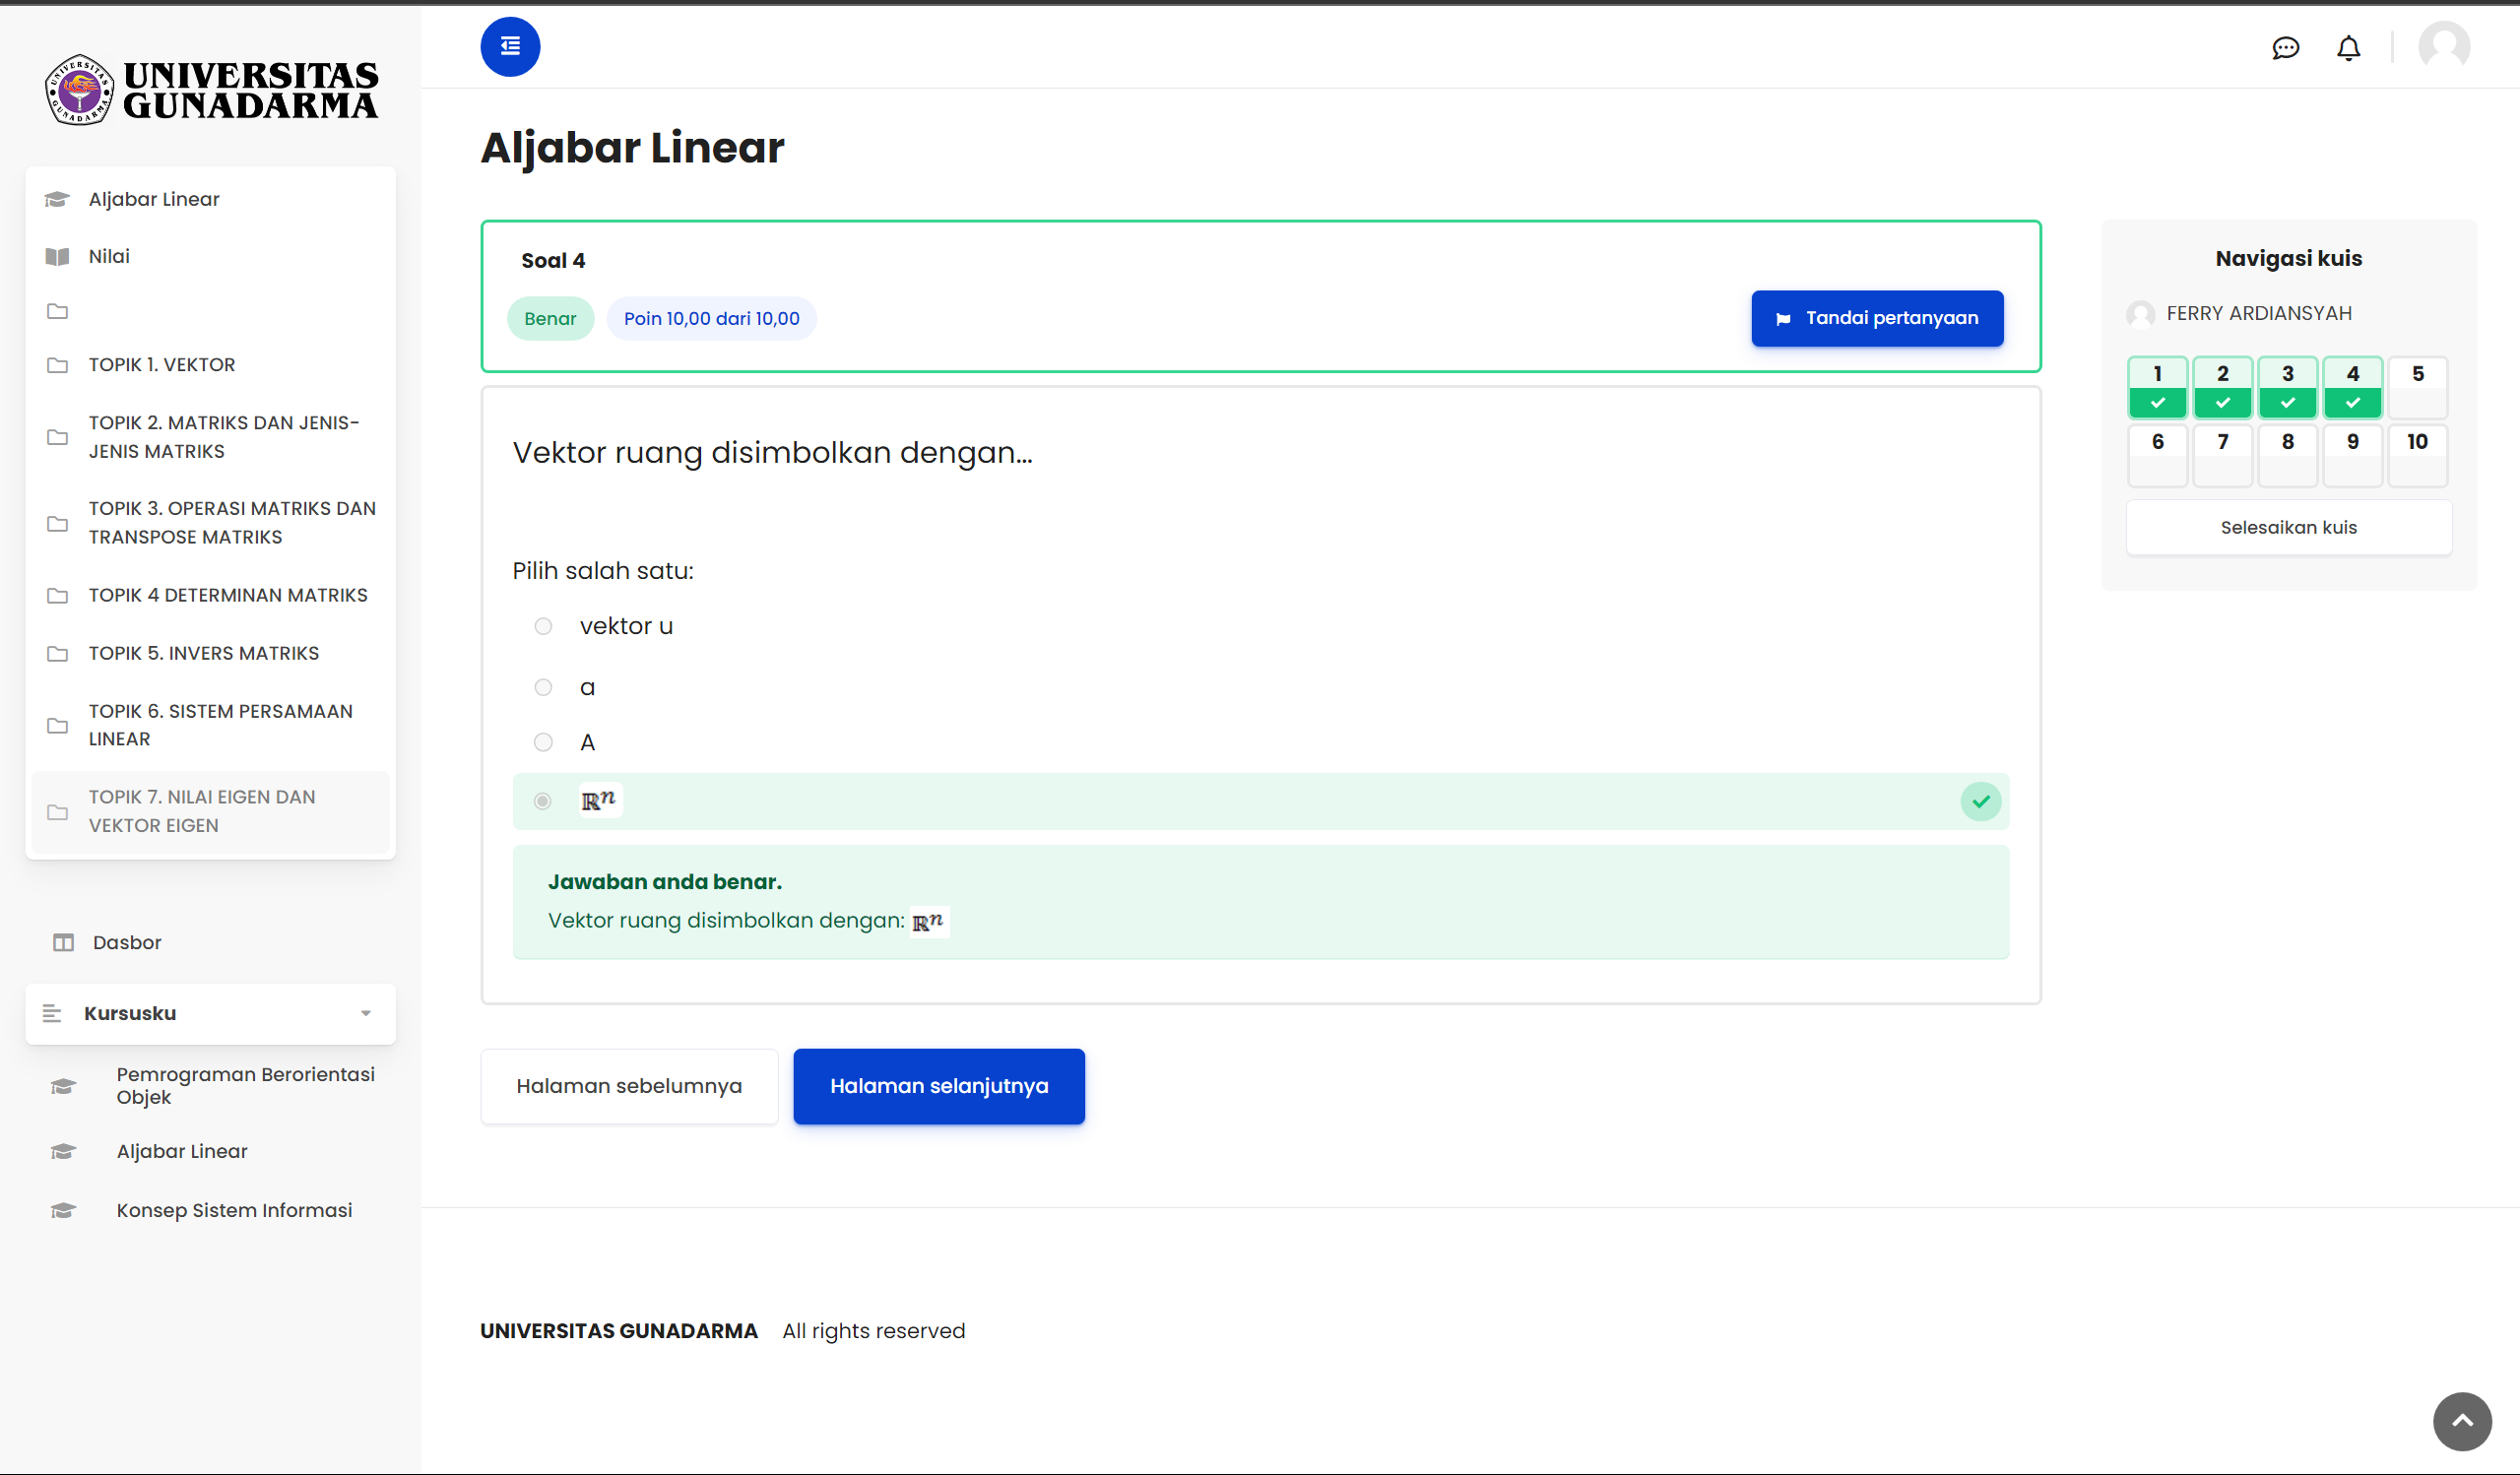 UNIVERSITAS
GUNADARMA
Aljabar Linear
Nilai
TOPIK 1. VEKTOR
TOPIK 2. MATRIKS DAN JENIS-
JENIS MATRIKS
TOPIK 3. OPERASI MATRIKS DAN
TRANSPOSE MATRIKS
TOPIK 4 DETERMINAN MATRIKS
TOPIK 5. INVERS MATRIKS
TOPIK 6. SISTEM PERSAMAAN
LINEAR
TOPIK 7. NILAI EIGEN DAN
VEKTOR EIGEN
Dasbor
Kursusku
Pemrograman Berorientasi
Objek
Aljabar Linear
Konsep Sistem Informasi
Aljabar Linear
Soal 4
Benar
Poin 10,00 dari 10,00
Tandai pertanyaan
Vektor ruang disimbolkan dengan...
Pilih salah satu:
vektor u
a
A
ℝⁿ
Jawaban anda benar.
Vektor ruang disimbolkan dengan: ℝⁿ
Halaman sebelumnya
Halaman selanjutnya
Navigasi kuis
FERRY ARDIANSYAH
1 2 3 4 5
6 7 8 9 10
Selesaikan kuis
UNIVERSITAS GUNADARMA All rights reserved